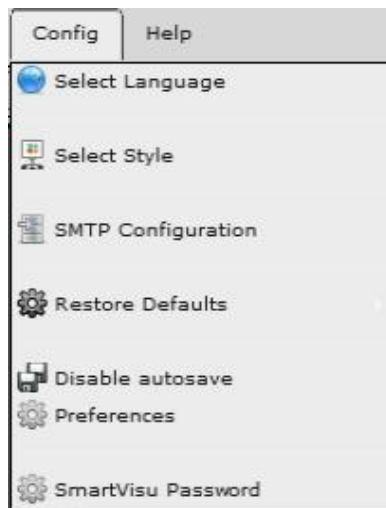 Config Help
Select Language
Select Style
SMTP Configuration
Restore Defaults
Disable autosave
Preferences
SmartVisu Password